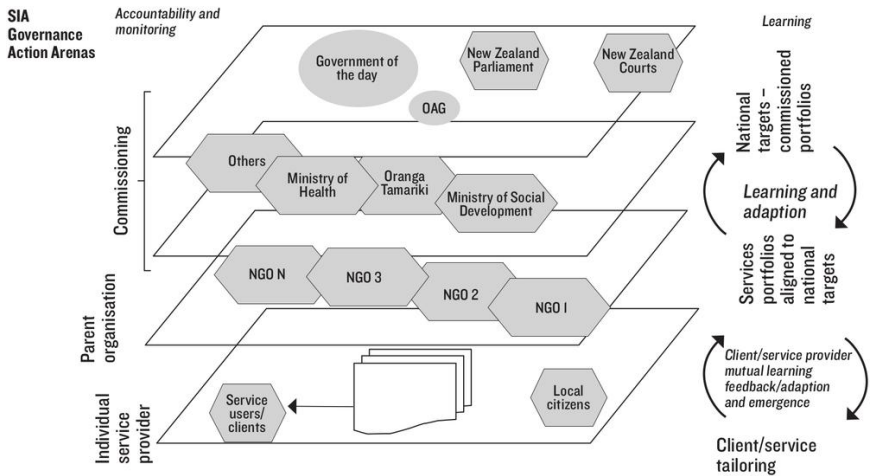 SIA
Governance
Action Arenas
Accountability and
monitoring
Learning
Government of
the day
New Zealand
Parliament
New Zealand
Courts
OAG
Commissioning
Others
Ministry of
Health
Oranga
Tamariki
Ministry of Social
Development
National
targets –
commissioned
portfolios
Learning and
adaption
Services
portfolios
aligned to
national
targets
Parent
organisation
NGO N
NGO 3
NGO 2
NGO I
Client/service provider
mutual learning
feedback/adaption
and emergence
Individual
service
provider
Service
users/
clients
Local
citizens
Client/service
tailoring